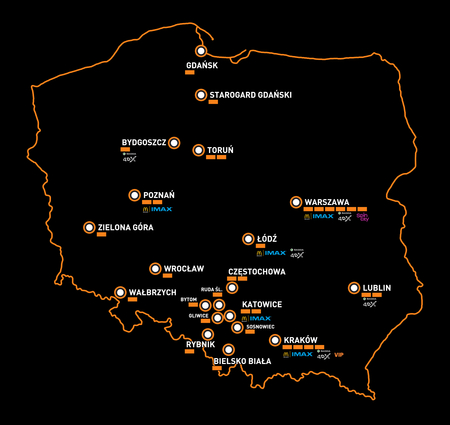 GDAŃSK
STAROGARD GDAŃSKI
BYDGOSZCZ
4DX
TORUŃ
POZNAŃ
IMAX
WARSZAWA
IMAX 4DX
ZIELONA GÓRA
ŁÓDŹ
IMAX 4DX
WROCŁAW
CZĘSTOCHOWA
WAŁBRZYCH
RUDA ŚL.
LUBLIN
4DX
BYTOM
KATOWICE
IMAX
GLIWICE
SOSNOWIEC
RYBNIK
KRAKÓW
IMAX 4DX VIP
BIELSKO BIAŁA